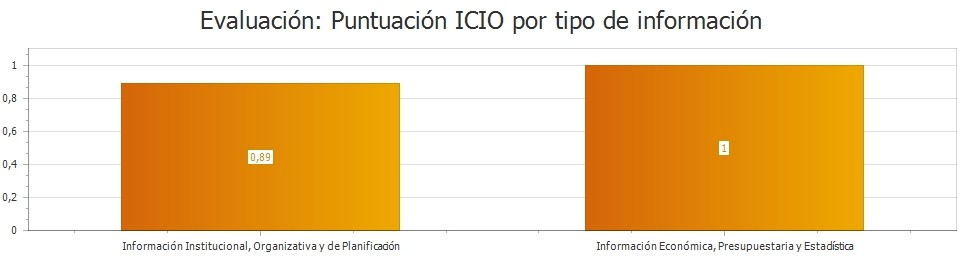 Evaluación: Puntuación ICIO por tipo de información
1
0,8
0,6
0,4
0,2
0
0,89
1
Información Institucional, Organizativa y de Planificación
Información Económica, Presupuestaria y Estadística